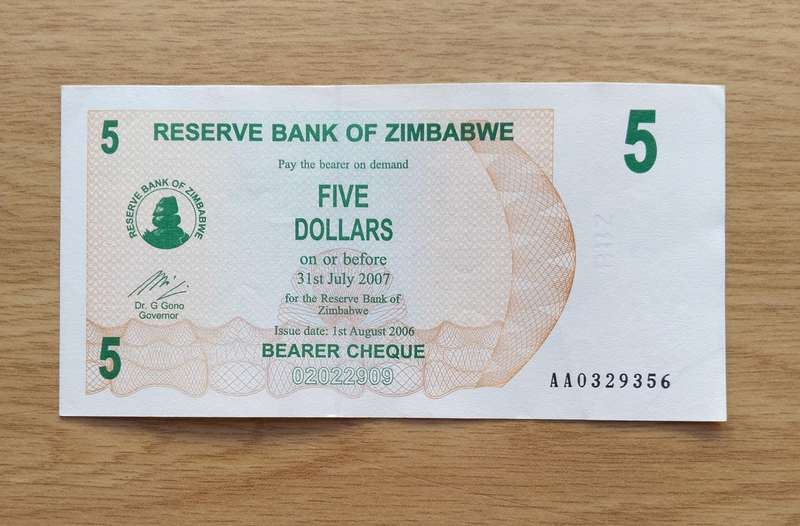 5
RESERVE BANK OF ZIMBABWE
5
Pay the bearer on demand
FIVE
DOLLARS
RESERVE BANK OF ZIMBABWE
on or before
31st July 2007
for the Reserve Bank of
Zimbabwe
Dr. G Gono
Governor
Issue date: 1st August 2006
5
BEARER CHEQUE
02022909
AA0329356